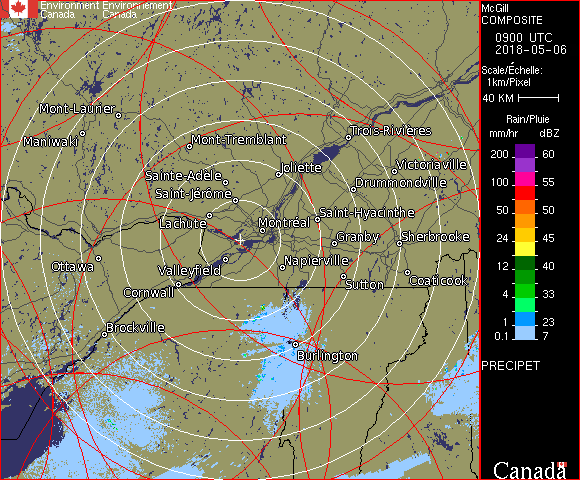 Environment Environnement
Canada Canada
McGill
COMPOSITE
0900 UTC
2018-05-06
Scale/Échelle:
1km/Pixel
40 KM
Rain/Pluie
mm/hr dBZ
200 60
150 55
100 55
50 50
24 45
12 40
4 33
1 23
0.1 7
PRECIPET
Canada
Mont-Laurier
Maniwaki
Mont-Tremblant
Trois-Rivières
Sainte-Adèle
Joliette
Victoriaville
Saint-Jérôme
Drummondville
Lachute
Montréal
Saint-Hyacinthe
Granby
Sherbrooke
Ottawa
Valleyfield
Napierville
Cornwall
Sutton
Coaticook
Brockville
Burlington